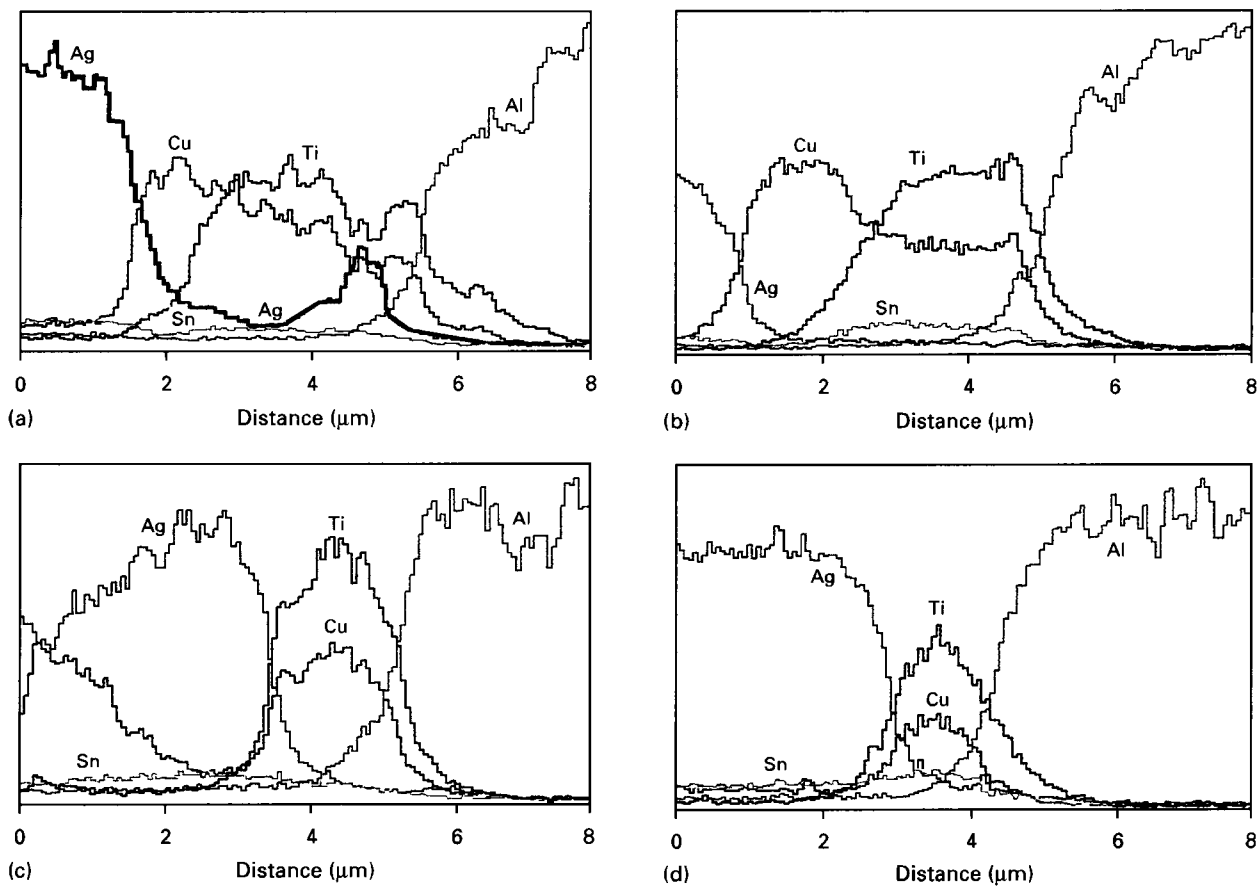 Ag
Cu
Ti
Al
Sn
Ag
0 2 4 6 8
(a) Distance (μm)
Al
Cu
Ti
Ag
Sn
0 2 4 6 8
(b) Distance (μm)
Ag
Ti
Al
Cu
Sn
0 2 4 6 8
(c) Distance (μm)
Al
Ag
Ti
Cu
Sn
0 2 4 6 8
(d) Distance (μm)